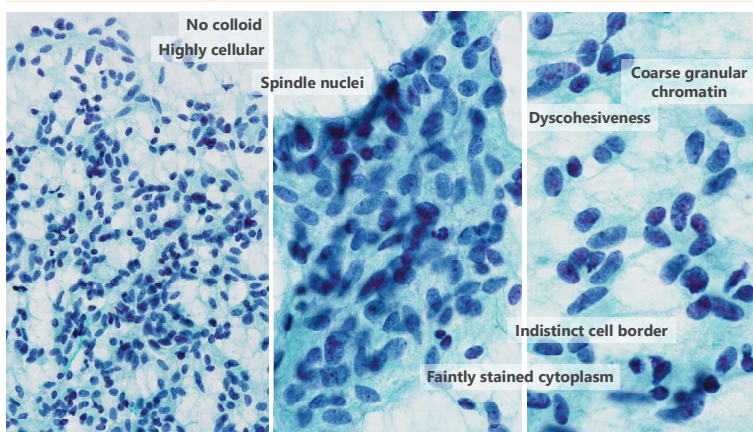 No colloid
Highly cellular
Spindle nuclei
Coarse granular
chromatin
Dyscohesiveness
Indistinct cell border
Faintly stained cytoplasm